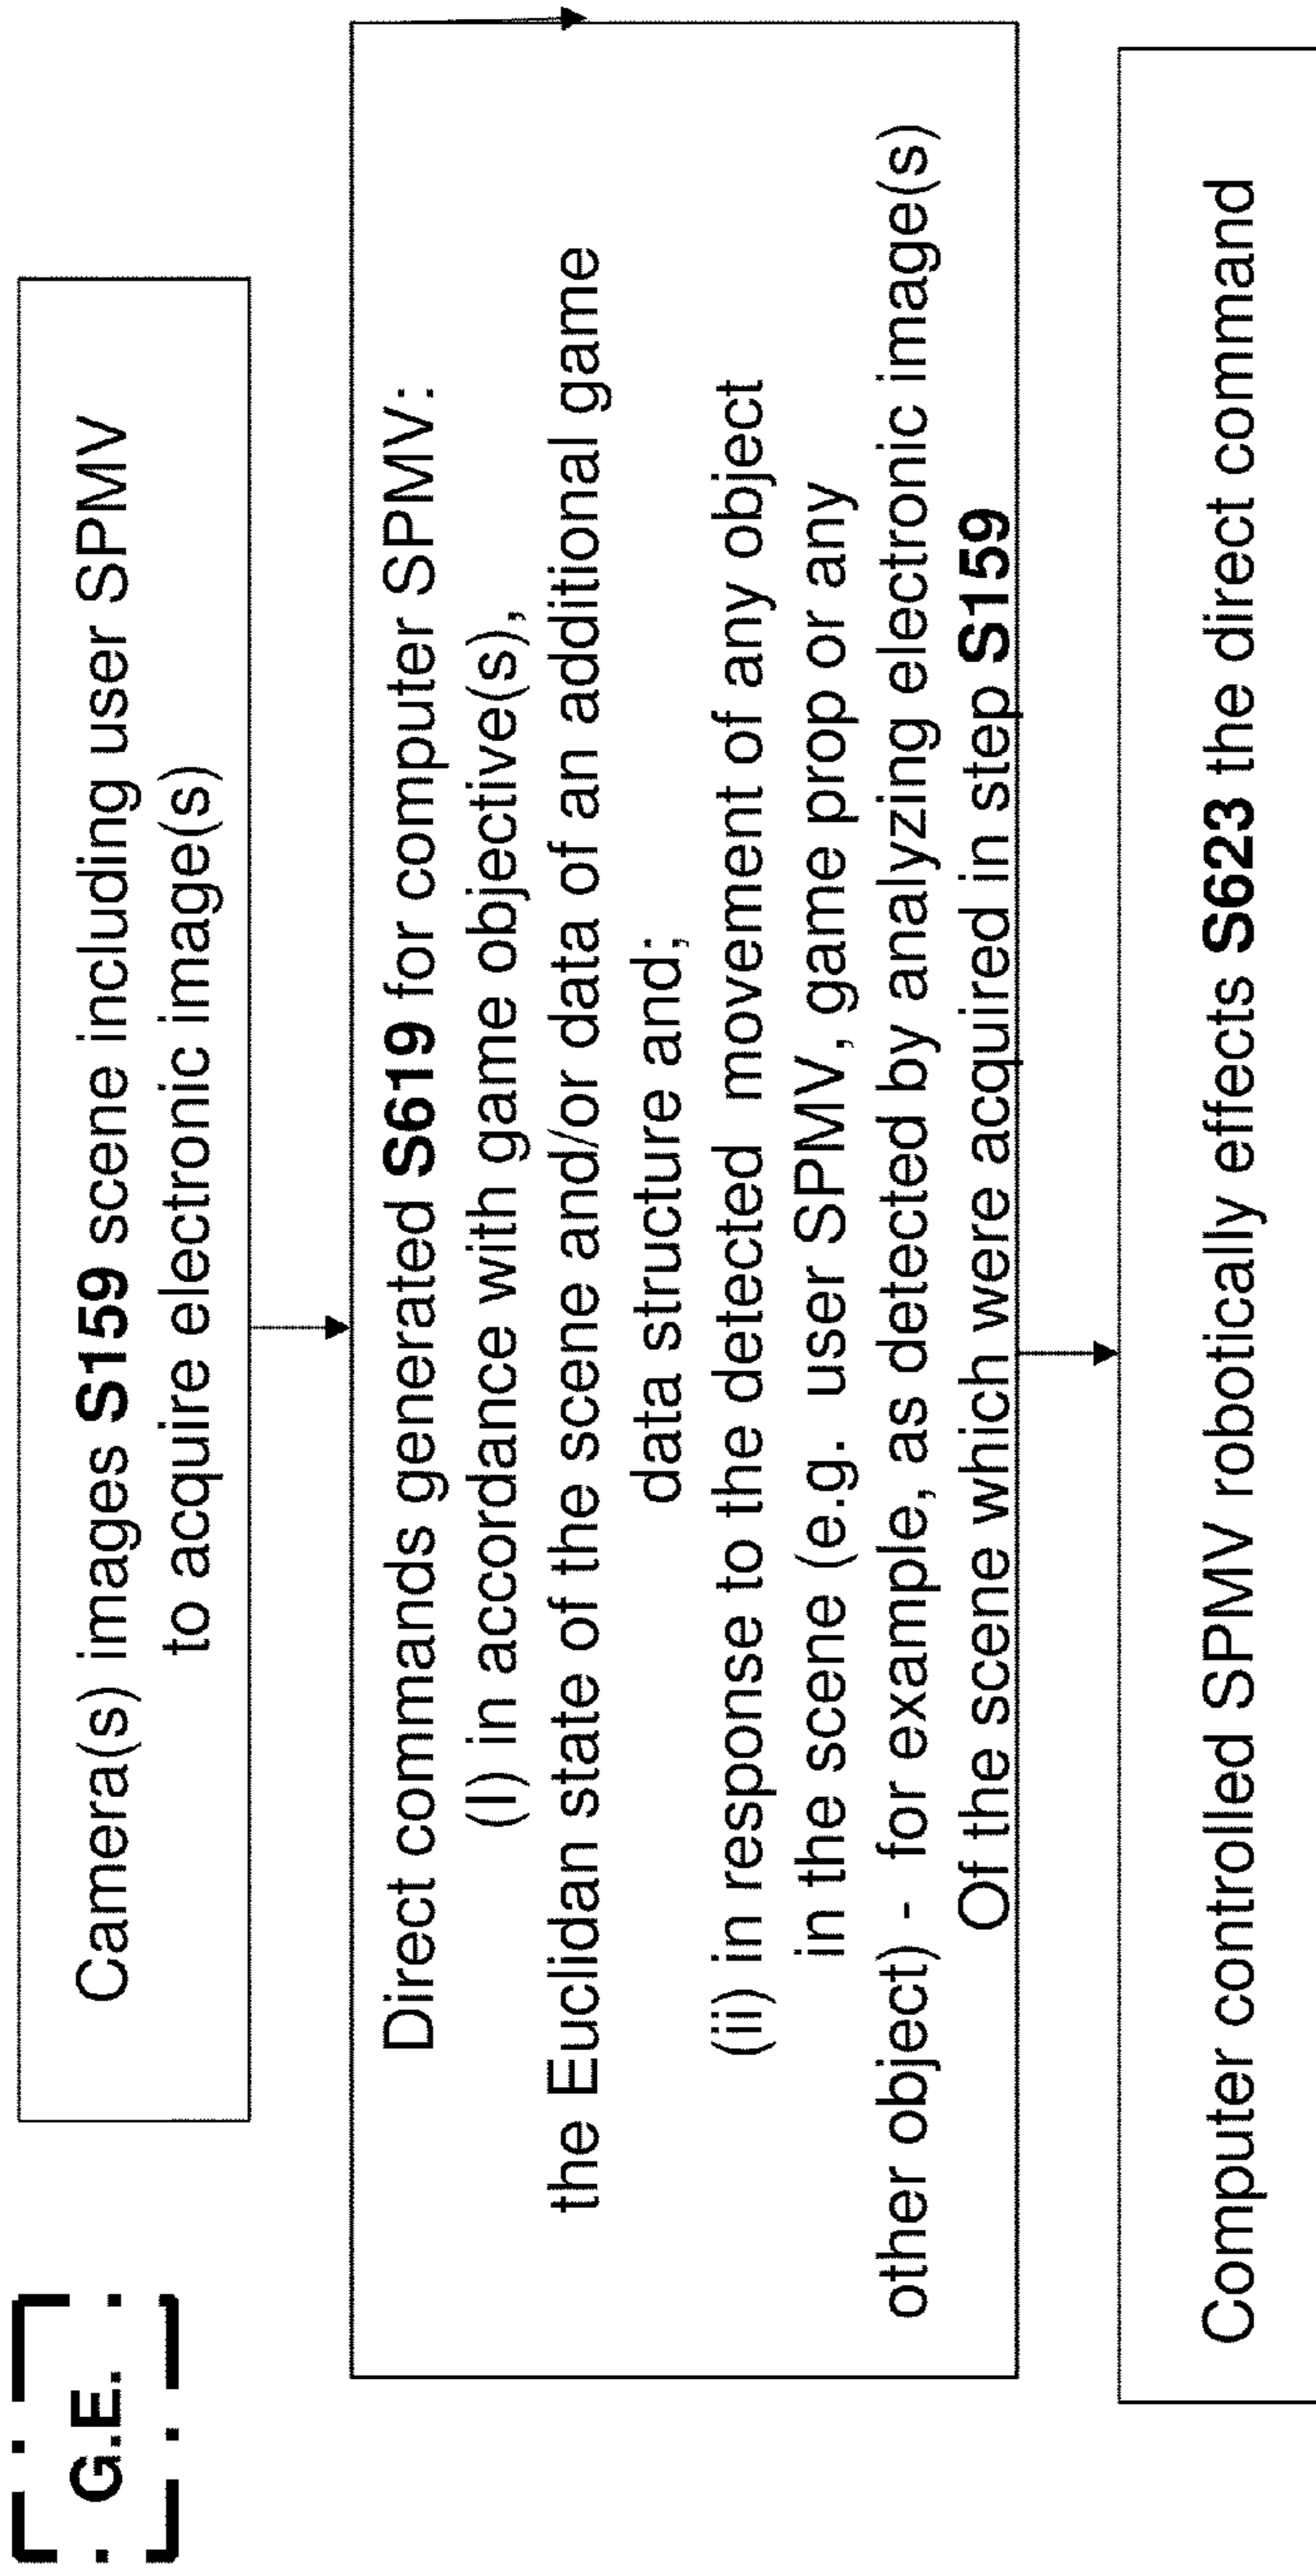 G.E.
Camera(s) images S159 scene including user SPMV
to acquire electronic image(s)
Direct commands generated S619 for computer SPMV:
(I) in accordance with game objective(s),
the Euclidan state of the scene and/or data of an additional game
data structure and;
(ii) in response to the detected movement of any object
in the scene (e.g. user SPMV, game prop or any
other object) - for example, as detected by analyzing electronic image(s)
Of the scene which were acquired in step S159
Computer controlled SPMV robotically effects S623 the direct command